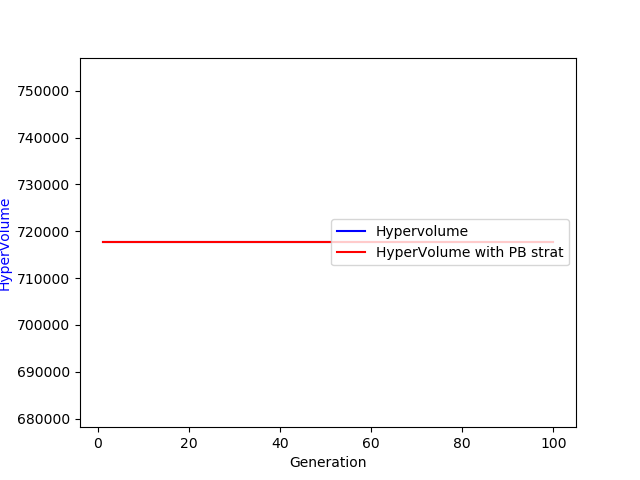 HyperVolume
750000
740000
730000
720000
710000
700000
690000
680000
Hypervolume
HyperVolume with PB strat
0 20 40 60 80 100
Generation